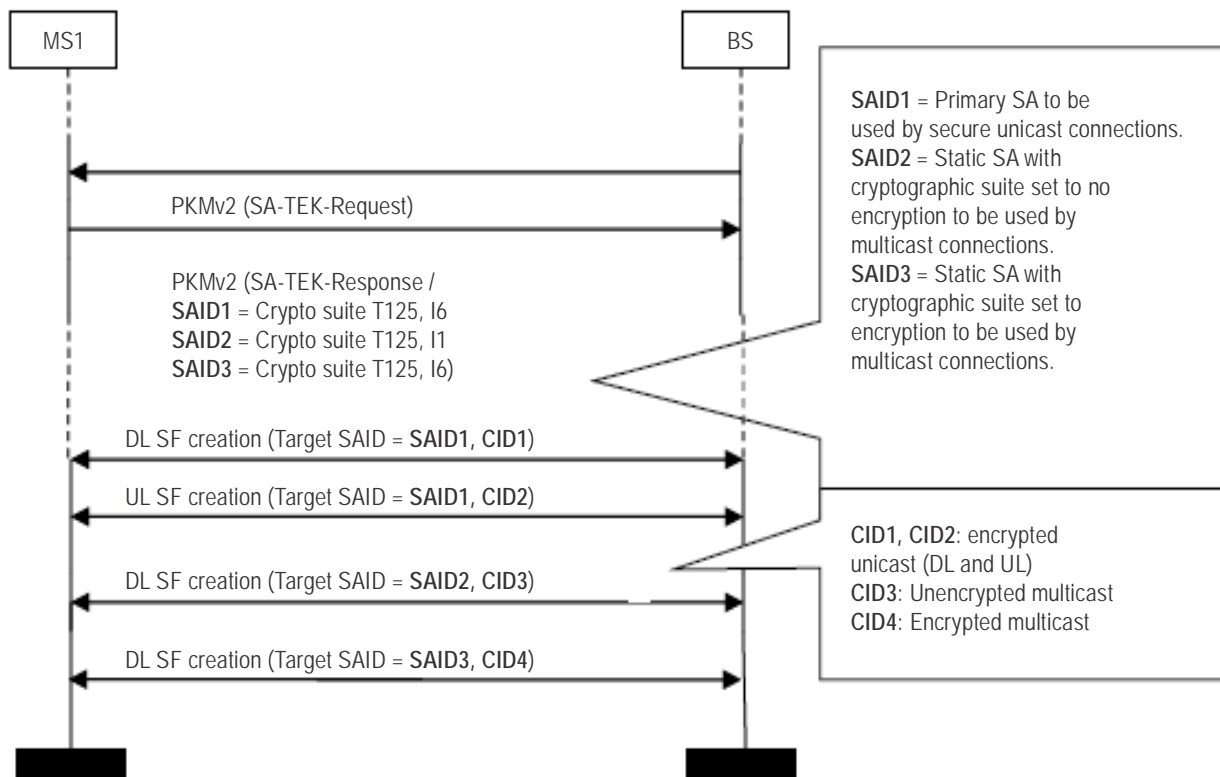 MS1
BS
SAID1 = Primary SA to be
used by secure unicast connections.
SAID2 = Static SA with
cryptographic suite set to no
encryption to be used by
multicast connections.
SAID3 = Static SA with
cryptographic suite set to
encryption to be used by
multicast connections.
PKMv2 (SA-TEK-Request)
PKMv2 (SA-TEK-Response /
SAID1 = Crypto suite T125, I6
SAID2 = Crypto suite T125, I1
SAID3 = Crypto suite T125, I6)
DL SF creation (Target SAID = SAID1, CID1)
UL SF creation (Target SAID = SAID1, CID2)
DL SF creation (Target SAID = SAID2, CID3)
DL SF creation (Target SAID = SAID3, CID4)
CID1, CID2: encrypted
unicast (DL and UL)
CID3: Unencrypted multicast
CID4: Encrypted multicast